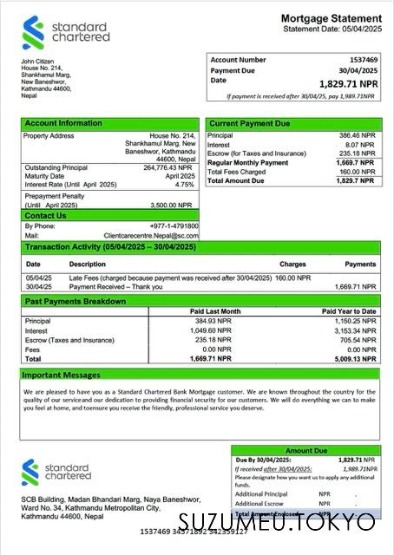 standard
chartered
Mortgage Statement
Statement Date: 05/04/2025
John Citizen
House No. 214,
Shankhamul Marg,
New Baneshwor,
Kathmandu 44600,
Nepal
Account Number 1537469
Payment Due 30/04/2025
Date
1,829.71 NPR
If payment is received after 30/04/2025, pay 1,989.71NPR
Account Information
Property Address House No. 214,
Shankhamul Marg, New
Baneshwor, Kathmandu
44600, Nepal
Outstanding Principal 264,776.43 NPR
Maturity Date April 2025
Interest Rate (Until April 2025) 4.75%
Prepayment Penalty
(Until April 2025) 3,500.00 NPR
Contact Us
By Phone: +977-1-4791800
Mail: Clientcarecentre.Nepal@sc.com
Current Payment Due
Principal 386.46 NPR
Interest 8.07 NPR
Escrow (for Taxes and Insurance) 235.18 NPR
Regular Monthly Payment 1,669.7 NPR
Total Fees Charged 160.00 NPR
Total Amount Due 1,829.7 NPR
Transaction Activity (05/04/2025 – 30/04/2025)
Date Description Charges Payments
05/04/25 Late Fees (charged because payment was received after 30/04/2025) 160.00 NPR
30/04/25 Payment Received – Thank you 1,669.71 NPR
Past Payments Breakdown
Paid Last Month Paid Year to Date
Principal 384.93 NPR 1,150.25 NPR
Interest 1,049.60 NPR 3,153.34 NPR
Escrow (Taxes and Insurance) 235.18 NPR 705.54 NPR
Fees 0.00 NPR 0.00 NPR
Total 1,669.71 NPR 5,009.13 NPR
Important Messages
We are pleased to have you as a Standard Chartered Bank Mortgage customer. We are known throughout the country for the
quality of our service and our dedication to providing financial security for our customers. We will do everything we can to make
you feel at home, and toensure you receive the friendly, professional service you deserve.
standard
chartered
SCB Building, Madan Bhandari Marg, Naya Baneshwor,
Ward No. 34, Kathmandu Metropolitan City,
Kathmandu 44600, Nepal
Amount Due
Due By 30/04/2025: 1,829.71 NPR
If received after 30/04/2025: 1,989.71NPR
Please designate how you want us to apply any additional
funds.
Additional Principal NPR
Additional Escrow NPR
Total Amount Enclosed NPR
SUZUMEU.TOKYO
1537469 34571892 342359127